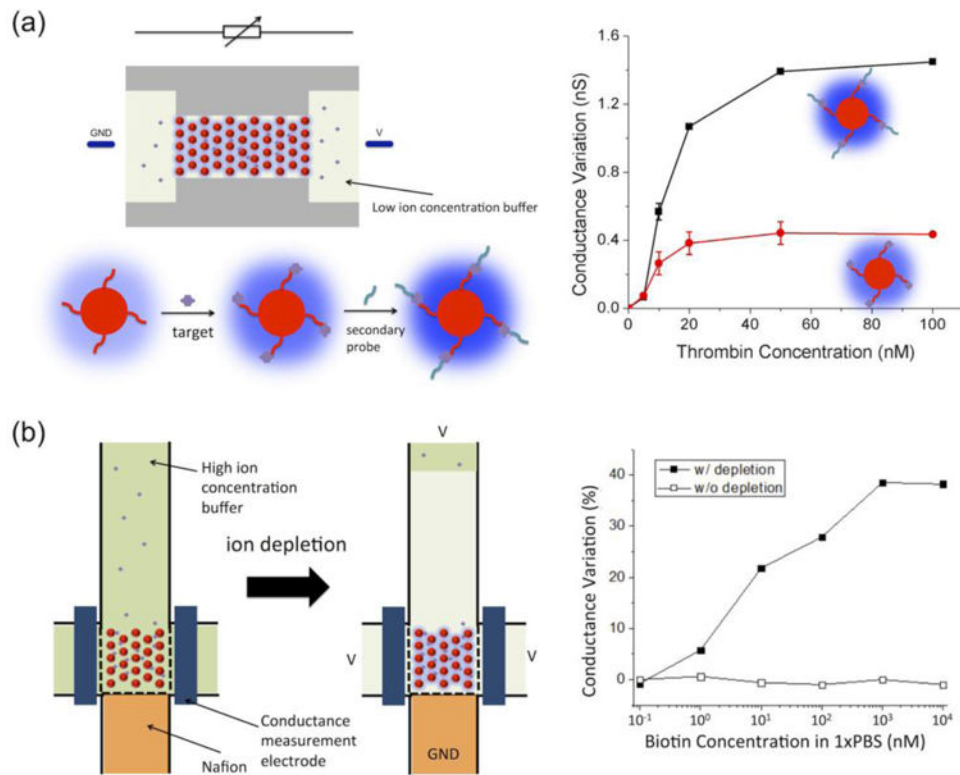 (a)
GND
V
Low ion concentration buffer
target
secondary
probe
Conductance Variation (nS)
1.6
1.2
0.8
0.4
0.0
0
20
40
60
80
100
Thrombin Concentration (nM)
(b)
High ion
concentration
buffer
ion depletion
Conductance
measurement
electrode
Nafion
V
V
V
GND
w/ depletion
w/o depletion
Conductance Variation (%)
40
30
20
10
0
10⁻¹
10⁰
10¹
10²
10³
10⁴
Biotin Concentration in 1xPBS (nM)